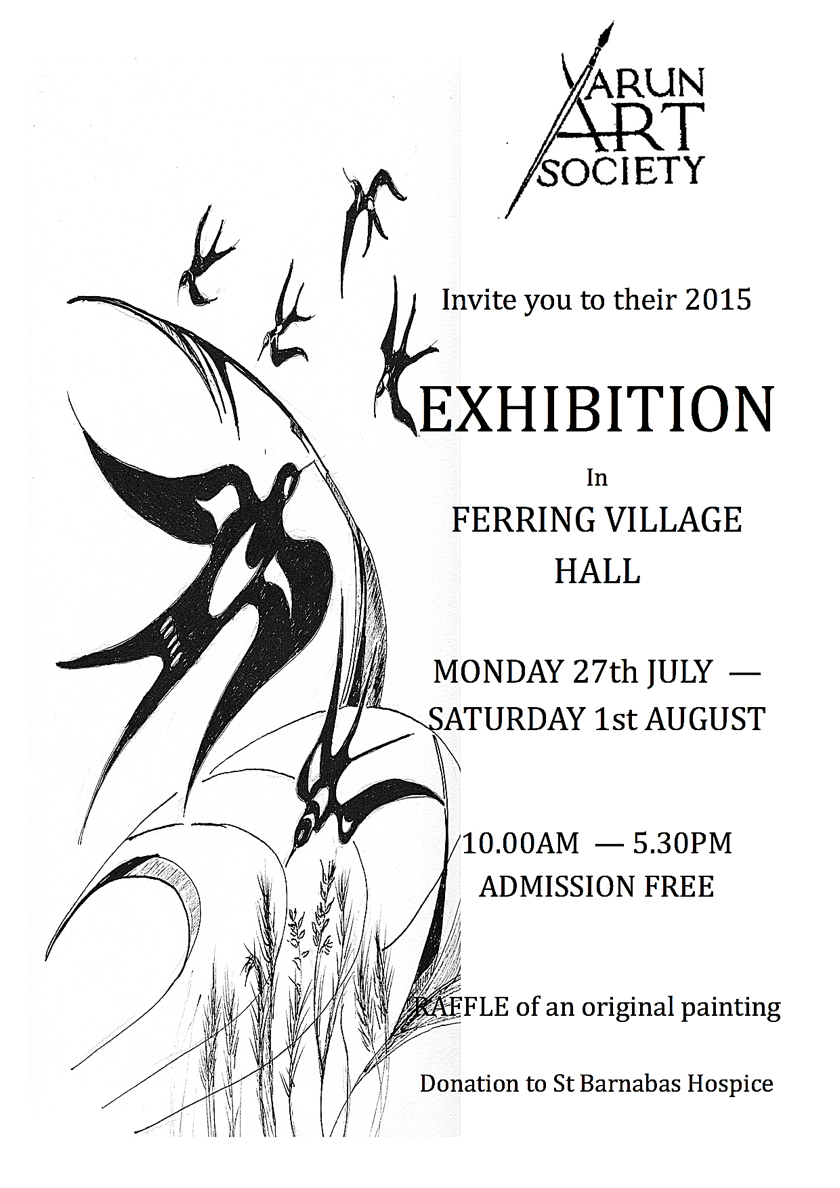 ARUN
ART
SOCIETY
Invite you to their 2015
EXHIBITION
In
FERRING VILLAGE
HALL
MONDAY 27th JULY —
SATURDAY 1st AUGUST
10.00AM — 5.30PM
ADMISSION FREE
RAFFLE of an original painting
Donation to St Barnabas Hospice